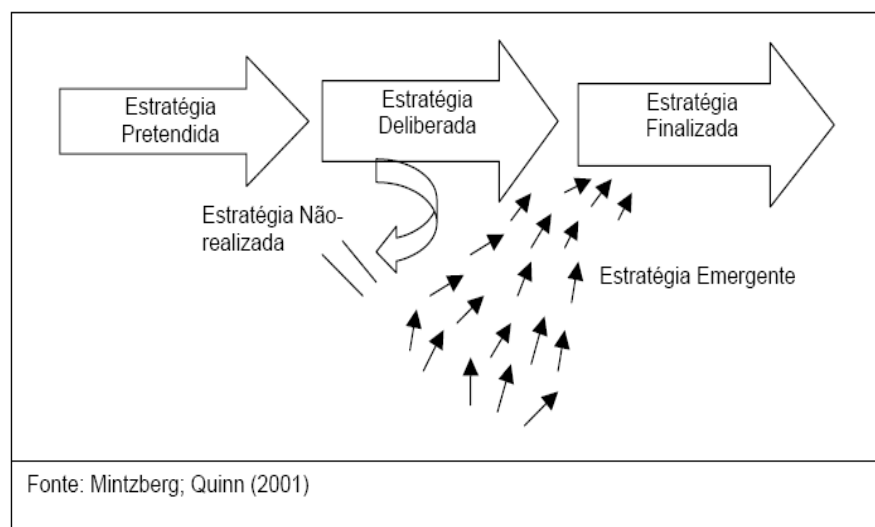 Estratégia
Pretendida
Estratégia
Deliberada
Estratégia
Finalizada
Estratégia Não-
realizada
Estratégia Emergente
Fonte: Mintzberg; Quinn (2001)